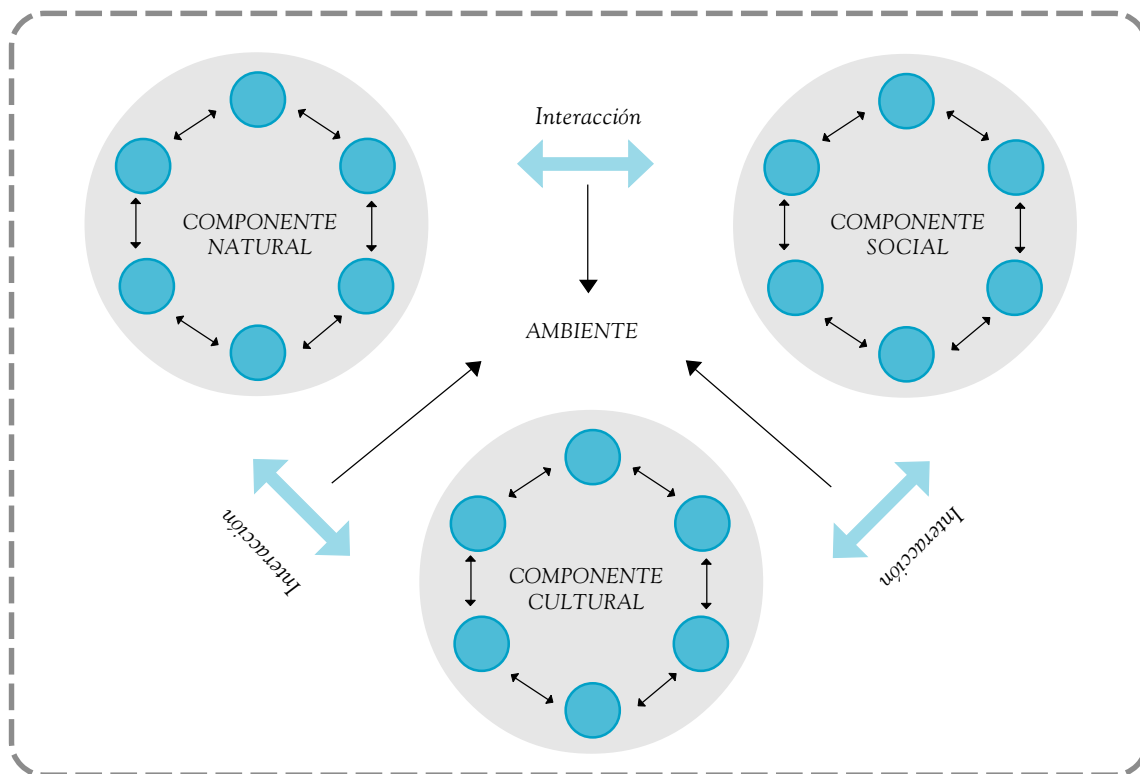 Interacción
COMPONENTE
NATURAL
COMPONENTE
SOCIAL
AMBIENTE
Interacción
Interacción
COMPONENTE
CULTURAL